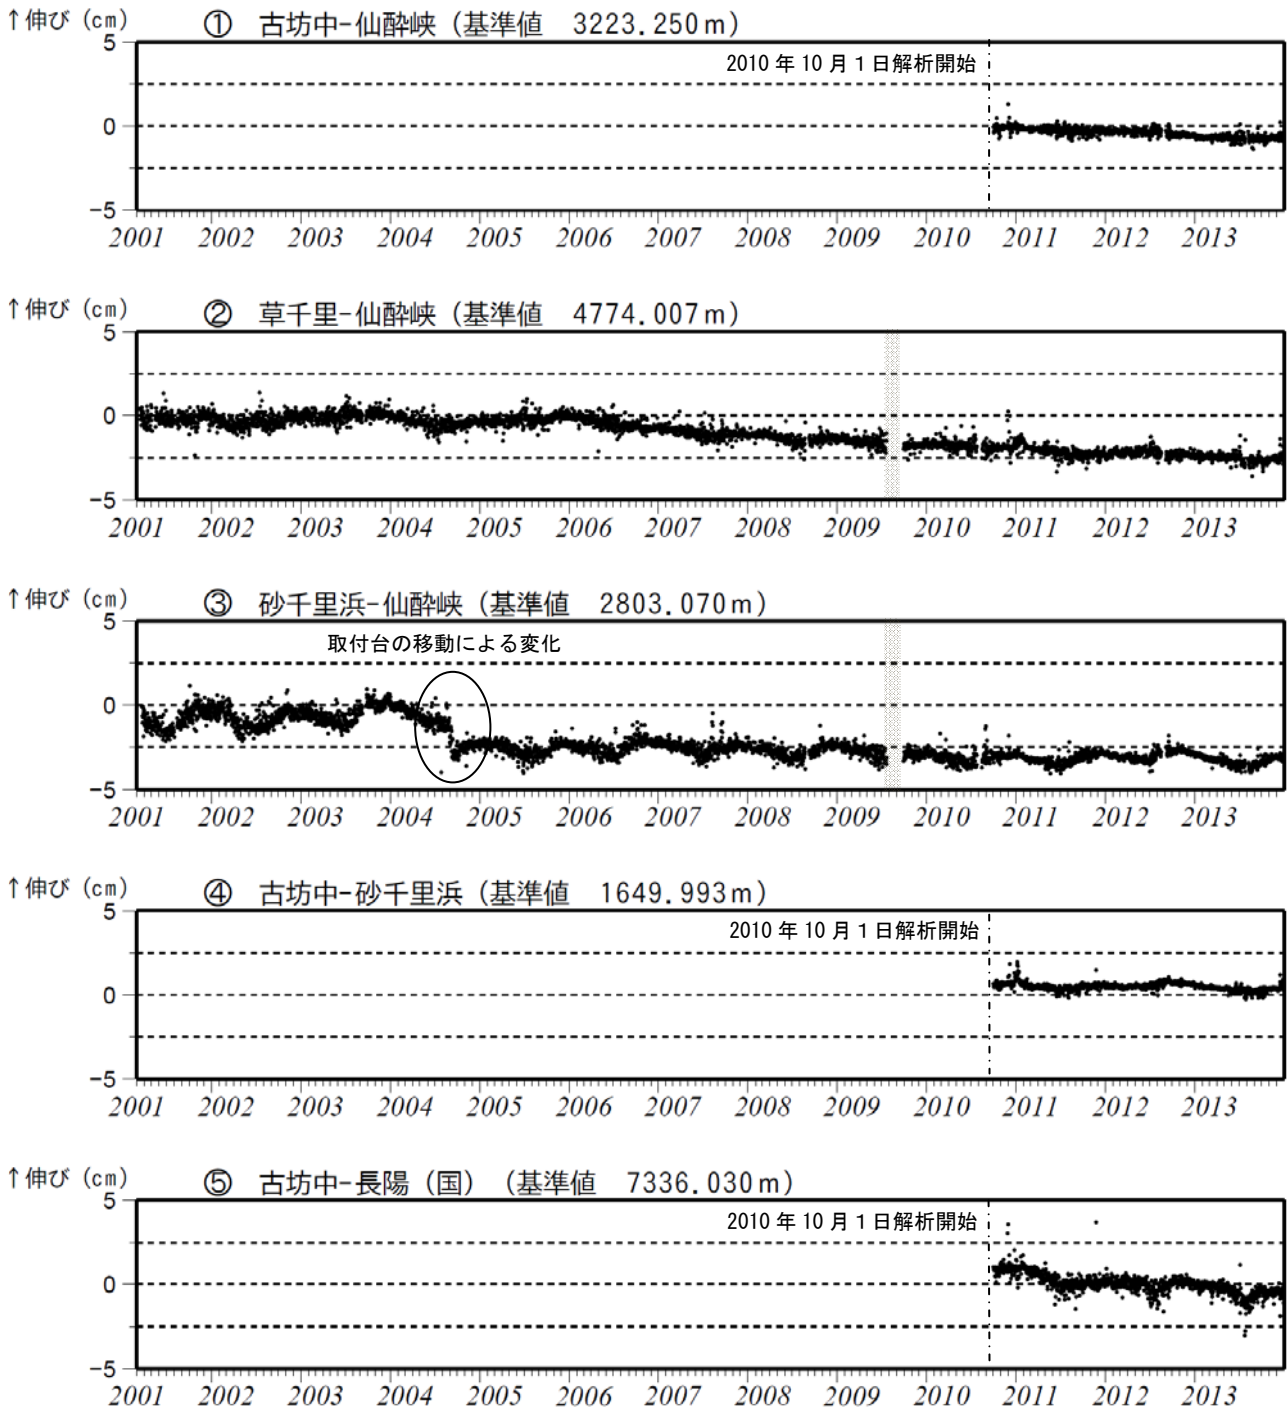 ↑伸び (cm) ① 古坊中-仙酔峡 (基準値 3223.250m)
5
2010 年 10 月 1 日解析開始
0
-5
2001 2002 2003 2004 2005 2006 2007 2008 2009 2010 2011 2012 2013
↑伸び (cm) ② 草千里-仙酔峡 (基準値 4774.007m)
5
0
-5
2001 2002 2003 2004 2005 2006 2007 2008 2009 2010 2011 2012 2013
↑伸び (cm) ③ 砂千里浜-仙酔峡 (基準値 2803.070m)
5
取付台の移動による変化
0
-5
2001 2002 2003 2004 2005 2006 2007 2008 2009 2010 2011 2012 2013
↑伸び (cm) ④ 古坊中-砂千里浜 (基準値 1649.993m)
5
2010 年 10 月 1 日解析開始
0
-5
2001 2002 2003 2004 2005 2006 2007 2008 2009 2010 2011 2012 2013
↑伸び (cm) ⑤ 古坊中-長陽 (国) (基準値 7336.030m)
5
2010 年 10 月 1 日解析開始
0
-5
2001 2002 2003 2004 2005 2006 2007 2008 2009 2010 2011 2012 2013